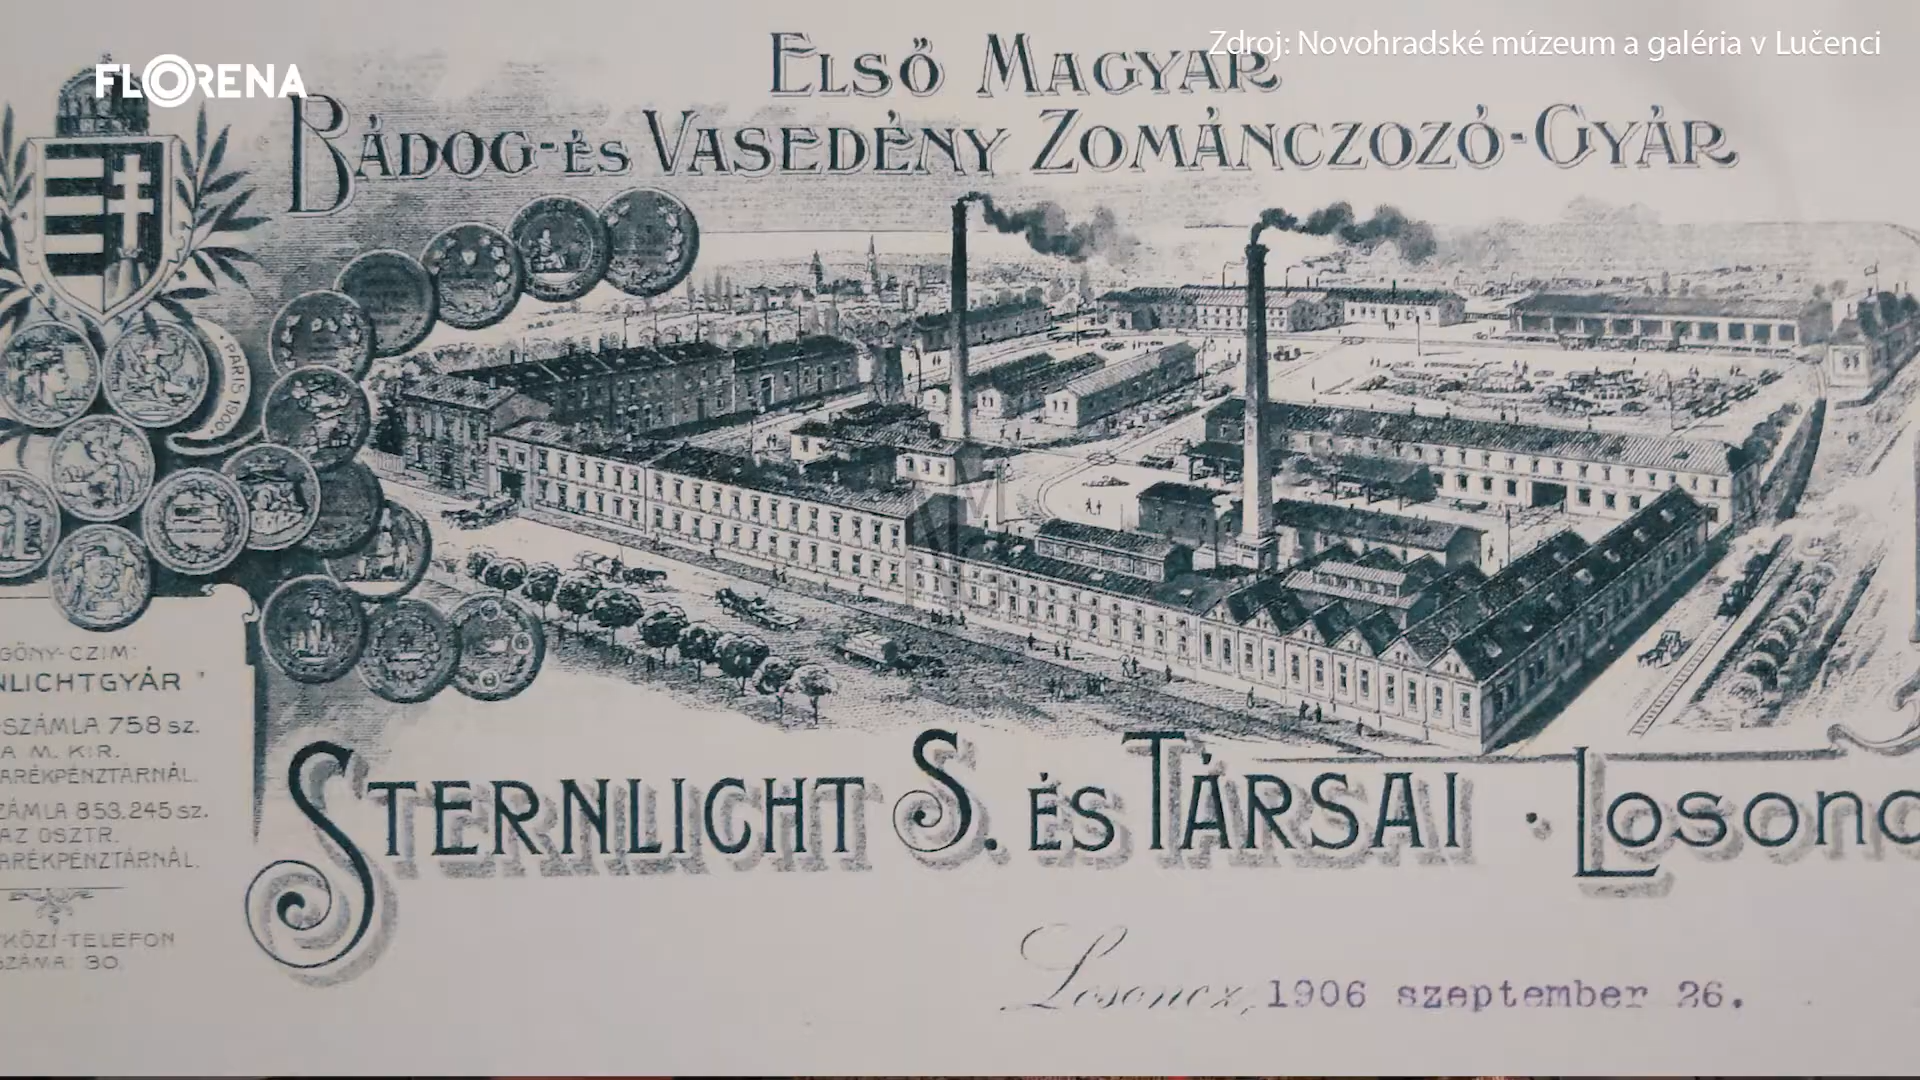 Zdroj: Novohradské múzeum a galéria v Lučenci
FLORENA
ELSŐ MAGYAR
BÁDOG-ÉS VASEDÉNY ZOMÁNCZOZÓ-GYÁR
PARIS 1900.
GÖNY-CZIM:
NLICHTGYÁR"
SZÁMLA 758 sz.
A M. KIR.
ARÉKPÉNZTÁRNÁL.
ZÁMLA 853.245 sz.
AZ OSZTR.
ARÉKPÉNZTÁRNÁL.
KÖZI-TELEFON
SZÁMA: 30.
STERNLICHT S. ÉS TÁRSAI · LOSONC
Losoncz, 1906 szeptember 26.